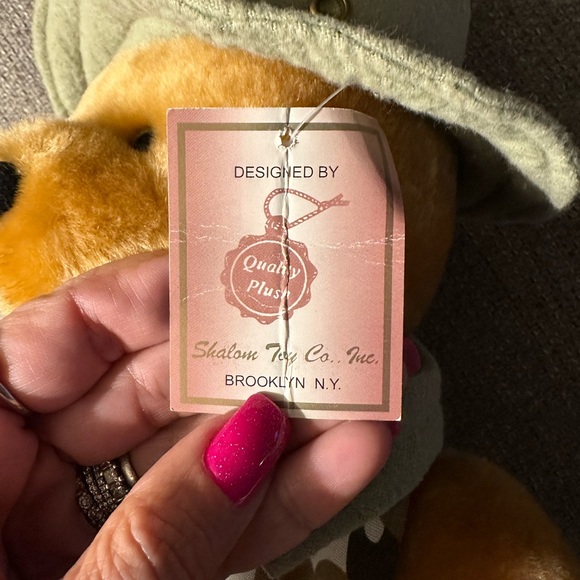 DESIGNED BY
Quality
Plush
Shalom Toy Co., Inc.
BROOKLYN N.Y.